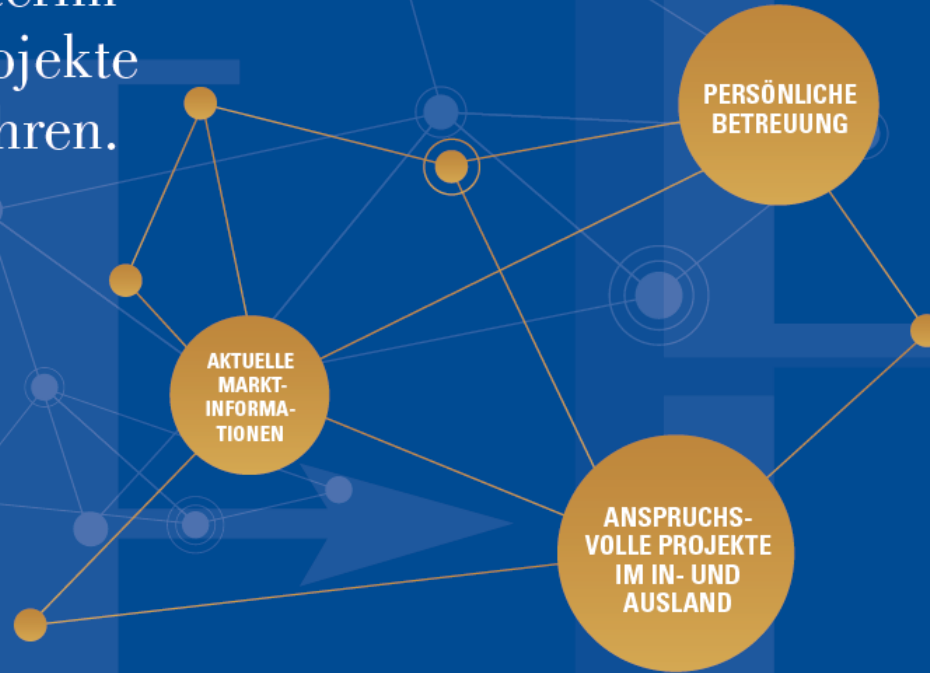 ojekte
hren.
PERSÖNLICHE
BETREUUNG
AKTUELLE
MARKT-
INFORMA-
TIONEN
ANSPRUCHS-
VOLLE PROJEKTE
IM IN- UND
AUSLAND